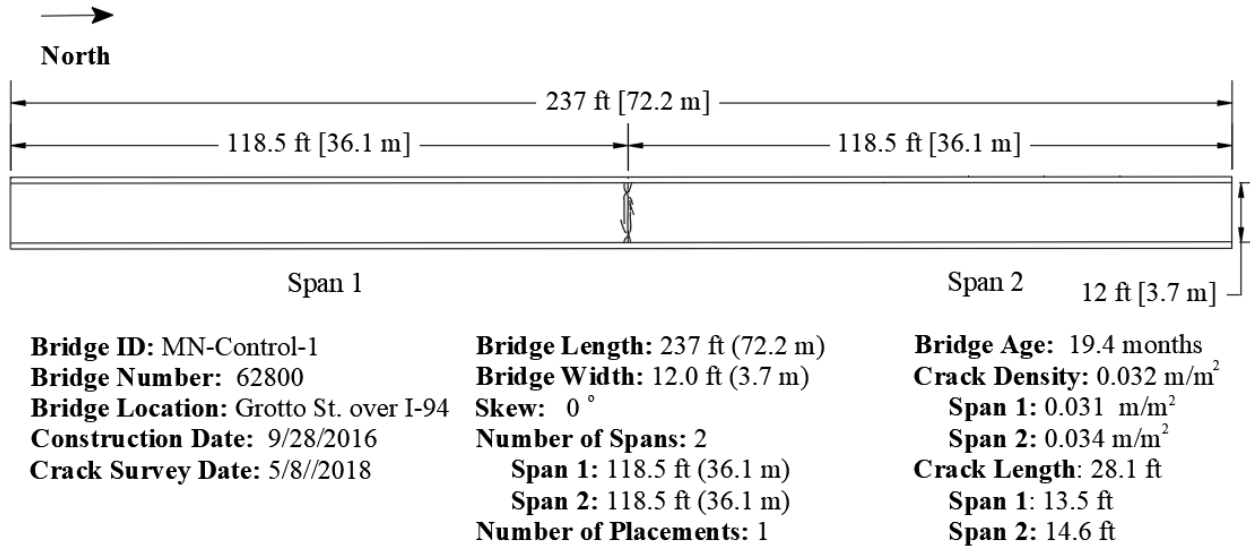 North
237 ft [72.2 m]
118.5 ft [36.1 m]
118.5 ft [36.1 m]
Span 1
Span 2
12 ft [3.7 m]
Bridge ID: MN-Control-1
Bridge Number: 62800
Bridge Location: Grotto St. over I-94
Construction Date: 9/28/2016
Crack Survey Date: 5/8//2018
Bridge Length: 237 ft (72.2 m)
Bridge Width: 12.0 ft (3.7 m)
Skew: 0 °
Number of Spans: 2
Span 1: 118.5 ft (36.1 m)
Span 2: 118.5 ft (36.1 m)
Number of Placements: 1
Bridge Age: 19.4 months
Crack Density: 0.032 m/m²
Span 1: 0.031 m/m²
Span 2: 0.034 m/m²
Crack Length: 28.1 ft
Span 1: 13.5 ft
Span 2: 14.6 ft